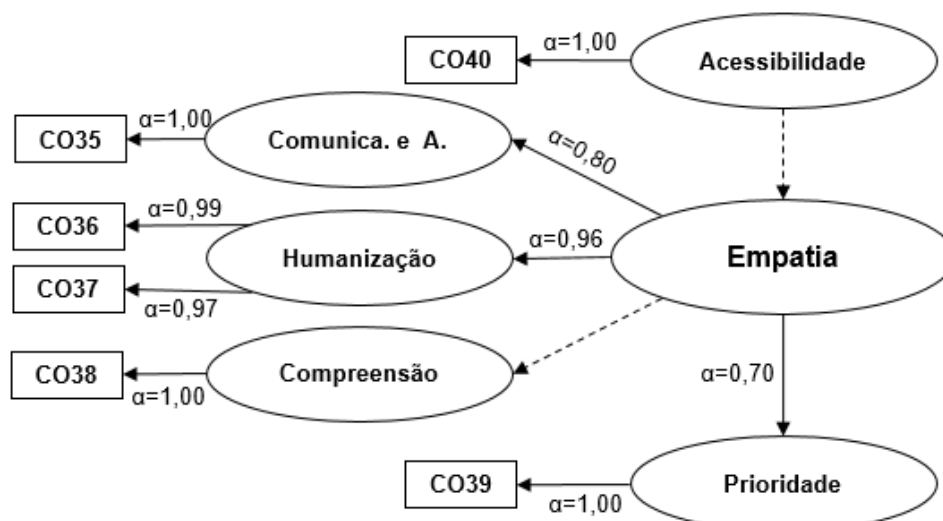 α=1,00
Acessibilidade
CO40
α=1,00
Comunica. e A.
CO35
α=0,80
α=0,99
CO36
α=0,96
Humanização
Empatia
CO37
α=0,97
Compreensão
CO38
α=1,00
α=0,70
CO39
Prioridade
α=1,00